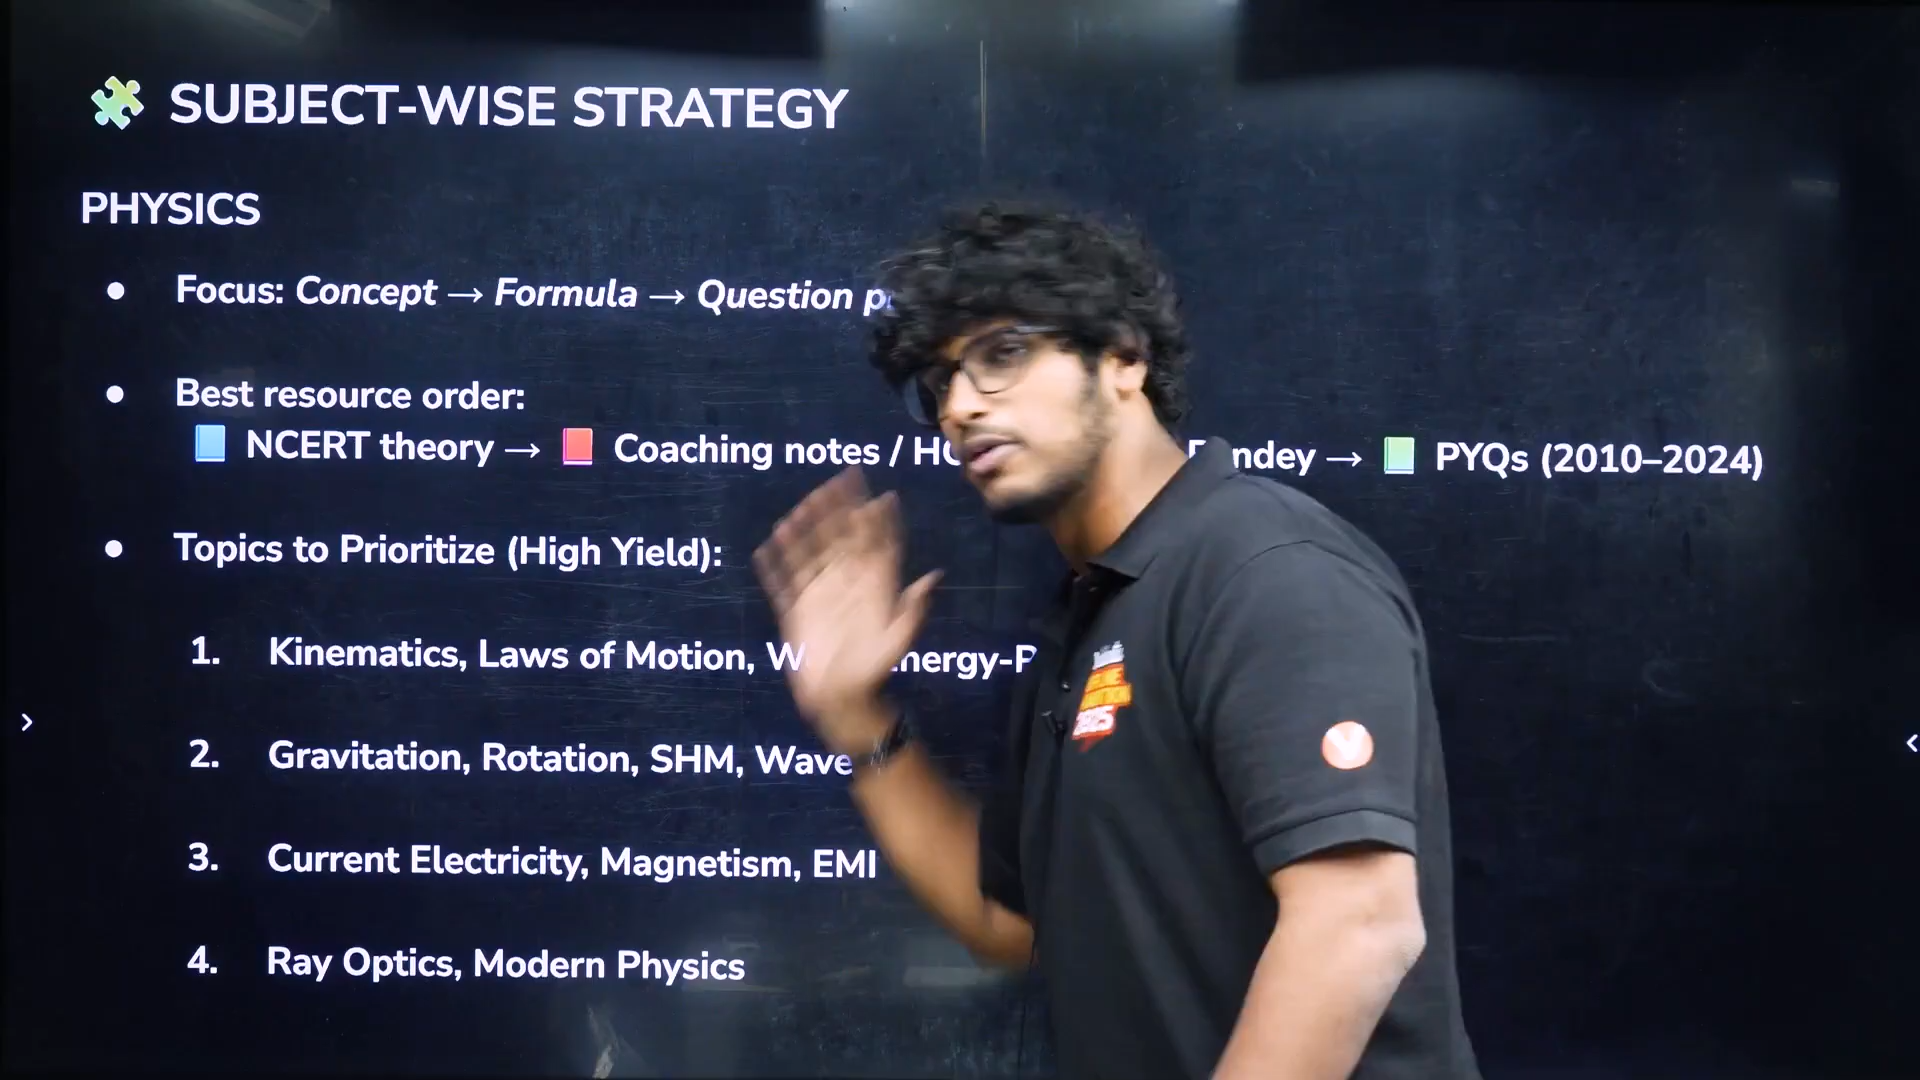 SUBJECT-WISE STRATEGY
PHYSICS
● Focus: Concept → Formula → Question
● Best resource order:
NCERT theory → Coaching notes / → PYQs (2010–2024)
● Topics to Prioritize (High Yield):
1. Kinematics, Laws of Motion,
2. Gravitation, Rotation, SHM, Wave
3. Current Electricity, Magnetism, EMI
4. Ray Optics, Modern Physics
2025
V